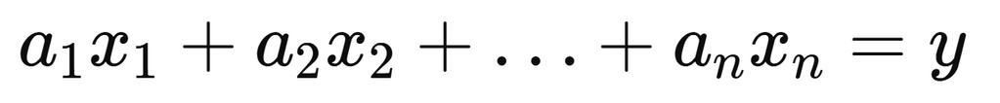 a₁x₁ + a₂x₂ + … + aₙxₙ = y